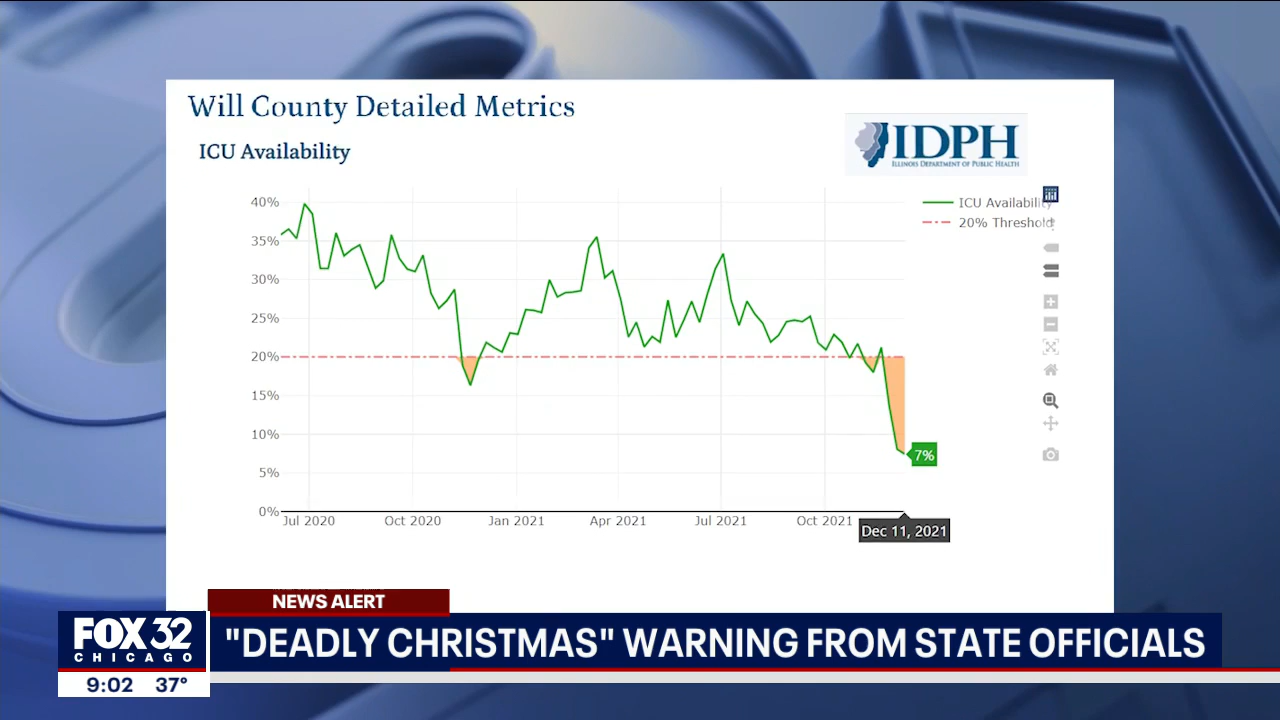 Will County Detailed Metrics
ICU Availability
IDPH
ILLINOIS DEPARTMENT OF PUBLIC HEALTH
40%
35%
30%
25%
20%
15%
10%
5%
0%
ICU Availability
20% Threshold
7%
Jul 2020
Oct 2020
Jan 2021
Apr 2021
Jul 2021
Oct 2021
Dec 11, 2021
NEWS ALERT
"DEADLY CHRISTMAS" WARNING FROM STATE OFFICIALS
FOX 32
CHICAGO
9:02 37°